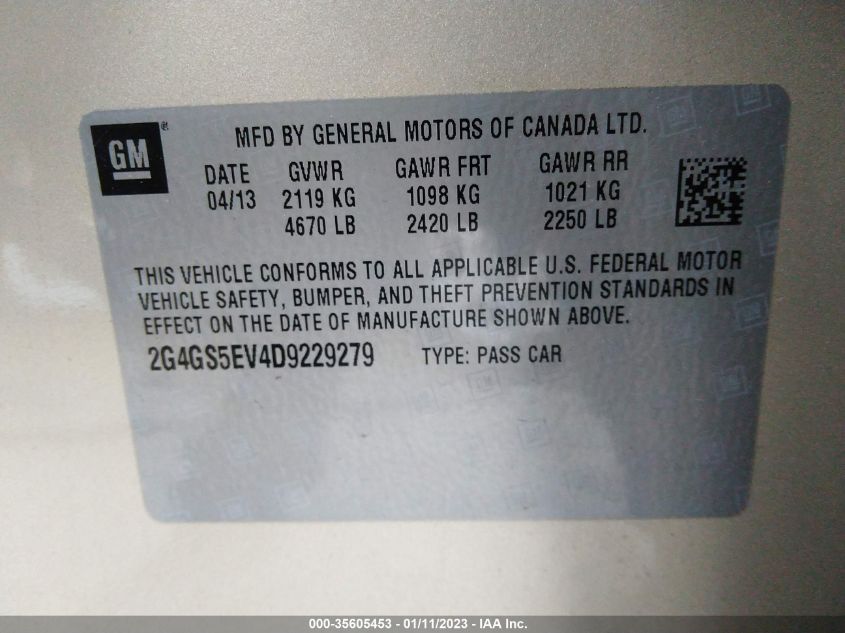 GM ®
MFD BY GENERAL MOTORS OF CANADA LTD.
DATE GVWR GAWR FRT GAWR RR
04/13 2119 KG 1098 KG 1021 KG
4670 LB 2420 LB 2250 LB
THIS VEHICLE CONFORMS TO ALL APPLICABLE U.S. FEDERAL MOTOR
VEHICLE SAFETY, BUMPER, AND THEFT PREVENTION STANDARDS IN
EFFECT ON THE DATE OF MANUFACTURE SHOWN ABOVE.
2G4GS5EV4D9229279 TYPE: PASS CAR
000-35605453 - 01/11/2023 - IAA Inc.